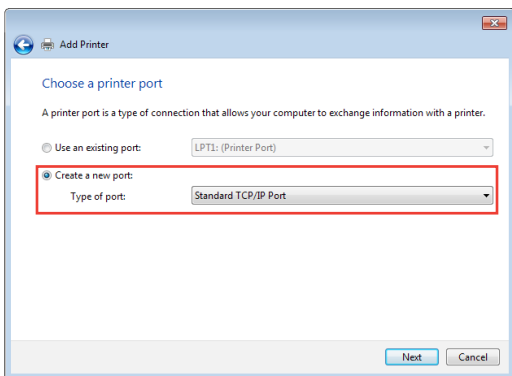 Add Printer
Choose a printer port
A printer port is a type of connection that allows your computer to exchange information with a printer.
Use an existing port: LPT1: (Printer Port)
Create a new port:
Type of port: Standard TCP/IP Port
Next Cancel